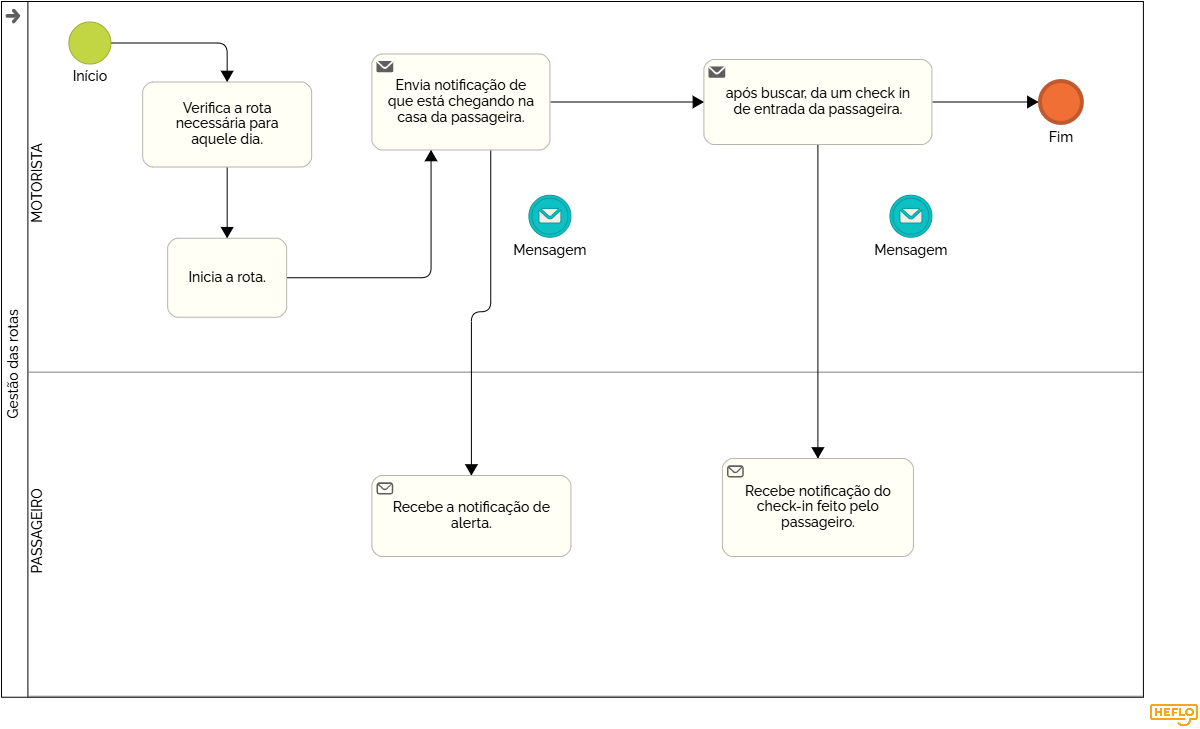 Gestão das rotas
MOTORISTA
Início
Verifica a rota
necessária para
aquele dia.
Inicia a rota.
Envia notificação de
que está chegando na
casa da passageira.
Mensagem
após buscar, da um check in
de entrada da passageira.
Mensagem
Fim
PASSAGEIRO
Recebe a notificação de
alerta.
Recebe notificação do
check-in feito pelo
passageiro.
HEFLO